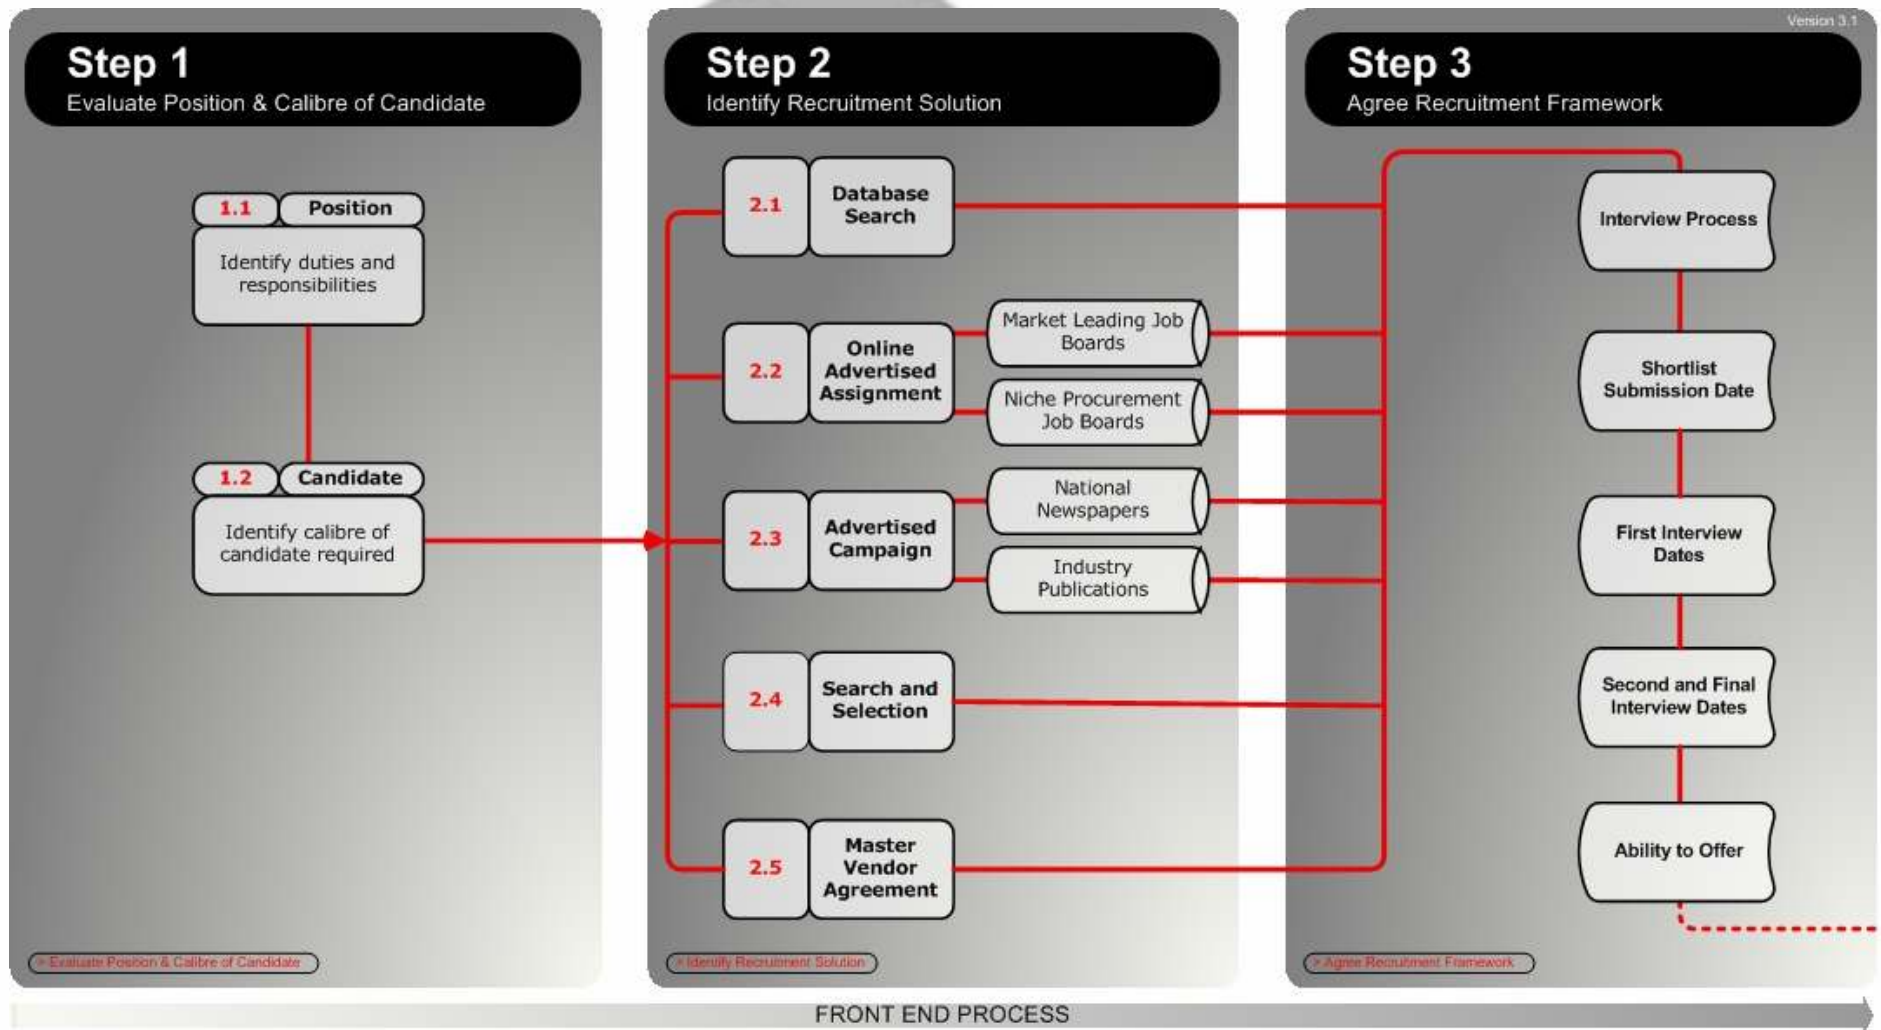 Version 3.1
Step 1
Evaluate Position & Calibre of Candidate
1.1
Position
Identify duties and
responsibilities
1.2
Candidate
Identify calibre of
candidate required
> Evaluate Position & Calibre of Candidate
Step 2
Identify Recruitment Solution
2.1
Database
Search
2.2
Online
Advertised
Assignment
Market Leading Job
Boards
Niche Procurement
Job Boards
2.3
Advertised
Campaign
National
Newspapers
Industry
Publications
2.4
Search and
Selection
2.5
Master
Vendor
Agreement
> Identify Recruitment Solution
Step 3
Agree Recruitment Framework
Interview Process
Shortlist
Submission Date
First Interview
Dates
Second and Final
Interview Dates
Ability to Offer
> Agree Recruitment Framework
FRONT END PROCESS